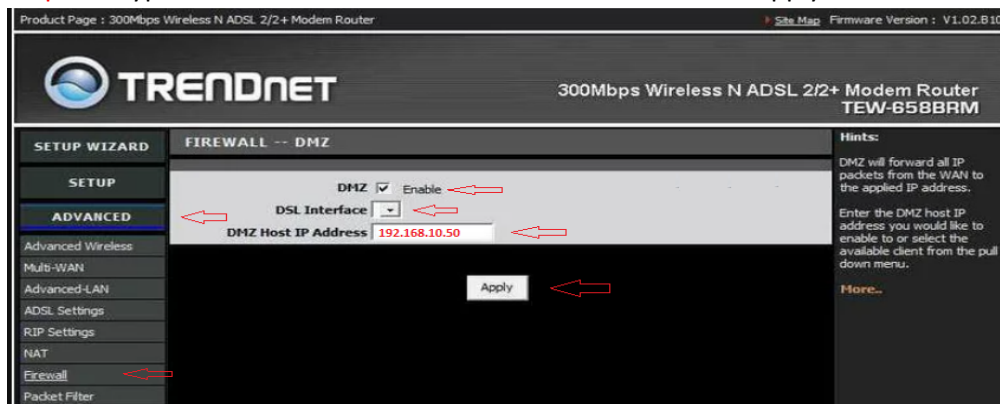 Product Page : 300Mbps Wireless N ADSL 2/2+ Modem Router
Site Map Firmware Version : V1.02.B10
TRENDNET
300Mbps Wireless N ADSL 2/2+ Modem Router
TEW-658BRM
SETUP WIZARD
SETUP
ADVANCED
Advanced Wireless
Multi-WAN
Advanced-LAN
ADSL Settings
RIP Settings
NAT
Firewall
Packet Filter
FIREWALL -- DMZ
DMZ Enable
DSL Interface
DMZ Host IP Address 192.168.10.50
Apply
Hints:
DMZ will forward all IP
packets from the WAN to
the applied IP address.
Enter the DMZ host IP
address you would like to
enable to or select the
available client from the pull
down menu.
More..